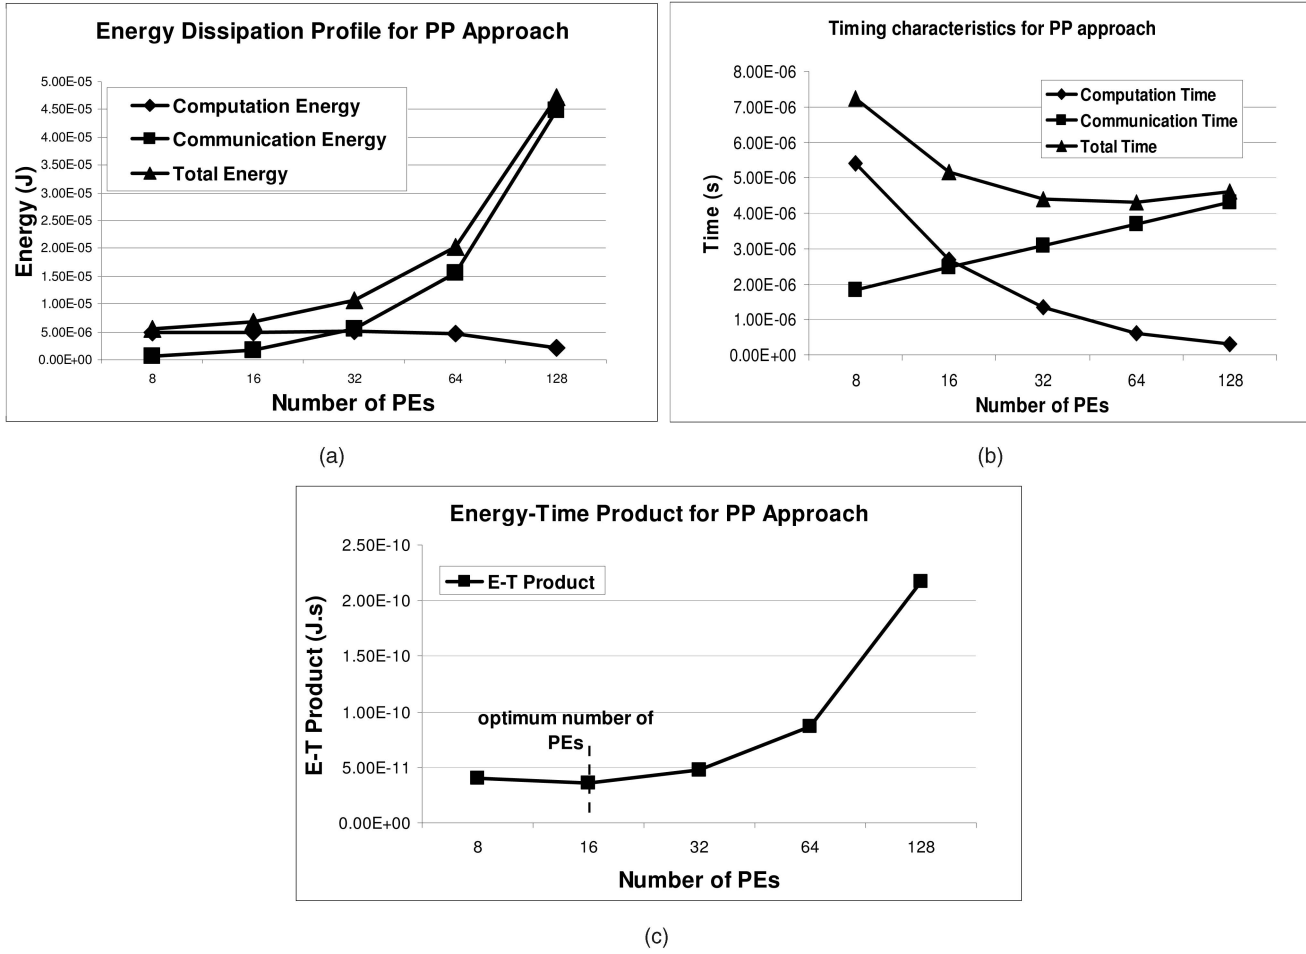 Energy Dissipation Profile for PP Approach
5.00E-05
4.50E-05
4.00E-05
3.50E-05
3.00E-05
2.50E-05
2.00E-05
1.50E-05
1.00E-05
5.00E-06
0.00E+00
Energy (J)
Computation Energy
Communication Energy
Total Energy
8 16 32 64 128
Number of PEs
(a)
Timing characteristics for PP approach
8.00E-06
7.00E-06
6.00E-06
5.00E-06
4.00E-06
3.00E-06
2.00E-06
1.00E-06
0.00E+00
Time (s)
Computation Time
Communication Time
Total Time
8 16 32 64 128
Number of PEs
(b)
Energy-Time Product for PP Approach
2.50E-10
2.00E-10
1.50E-10
1.00E-10
5.00E-11
0.00E+00
E-T Product (J.s)
E-T Product
optimum number of
PEs
8 16 32 64 128
Number of PEs
(c)